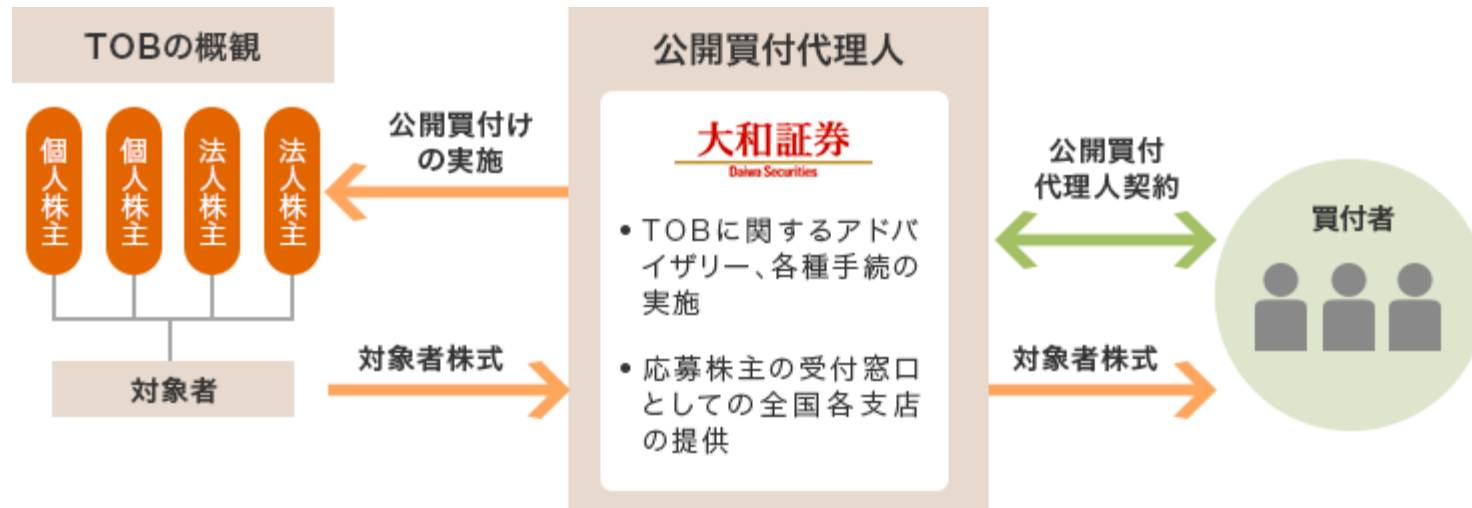 TOBの概観
個人株主
個人株主
法人株主
法人株主
対象者
公開買付け
の実施
対象者株式
公開買付代理人
大和証券
Daiwa Securities
• TOBに関するアドバ
イザリー、各種手続の
実施
• 応募株主の受付窓口
としての全国各支店
の提供
公開買付
代理人契約
対象者株式
買付者